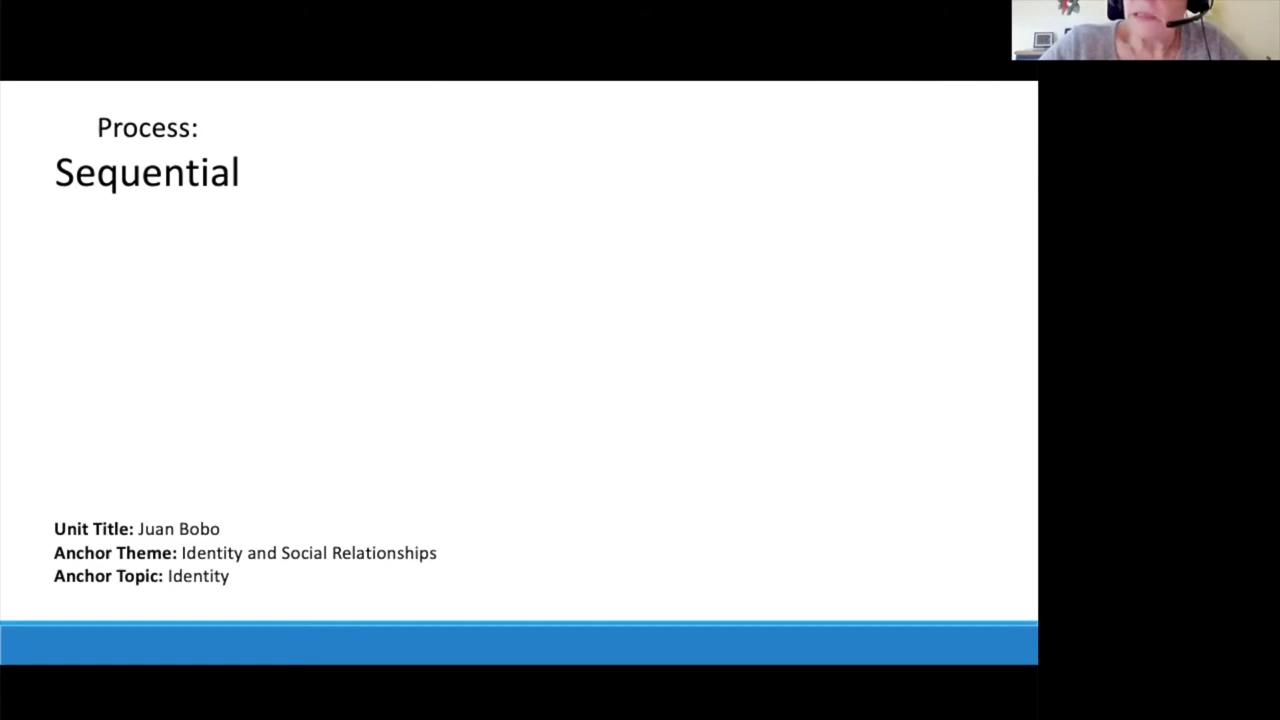 Process:
Sequential
Unit Title: Juan Bobo
Anchor Theme: Identity and Social Relationships
Anchor Topic: Identity